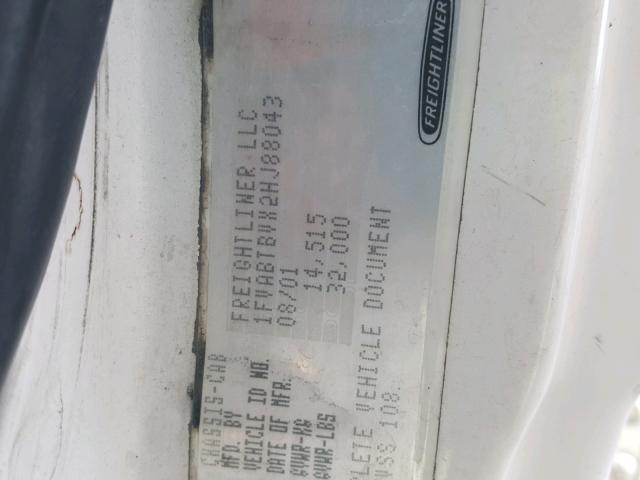 FREIGHTLINER
CHASSIS-CAB
MFD. BY FREIGHTLINER LLC
VEHICLE ID NO. 1FVABTBVX2HJ88043
DATE OF MFR: 08/01
GVWR-KG 14,515
GVWR-LBS 32,000
PLETE VEHICLE DOCUMENT
VSS 108.